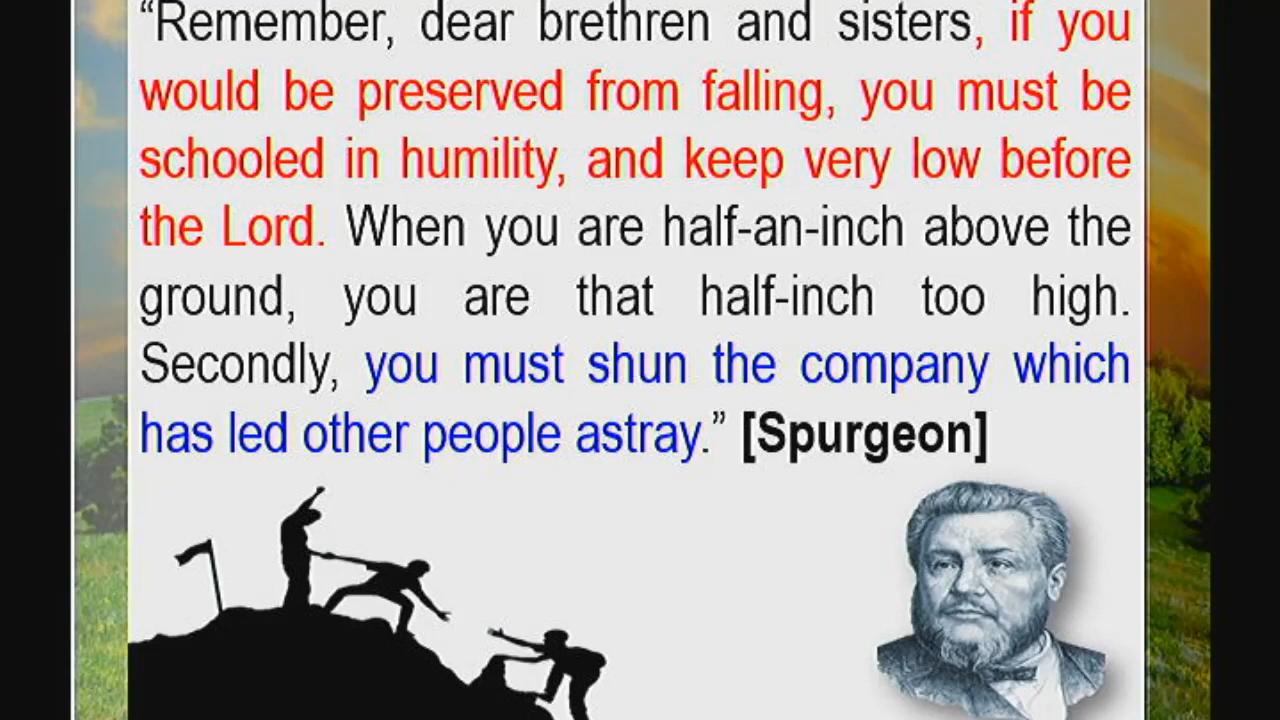 “Remember, dear brethren and sisters, if you
would be preserved from falling, you must be
schooled in humility, and keep very low before
the Lord. When you are half-an-inch above the
ground, you are that half-inch too high.
Secondly, you must shun the company which
has led other people astray.” [Spurgeon]